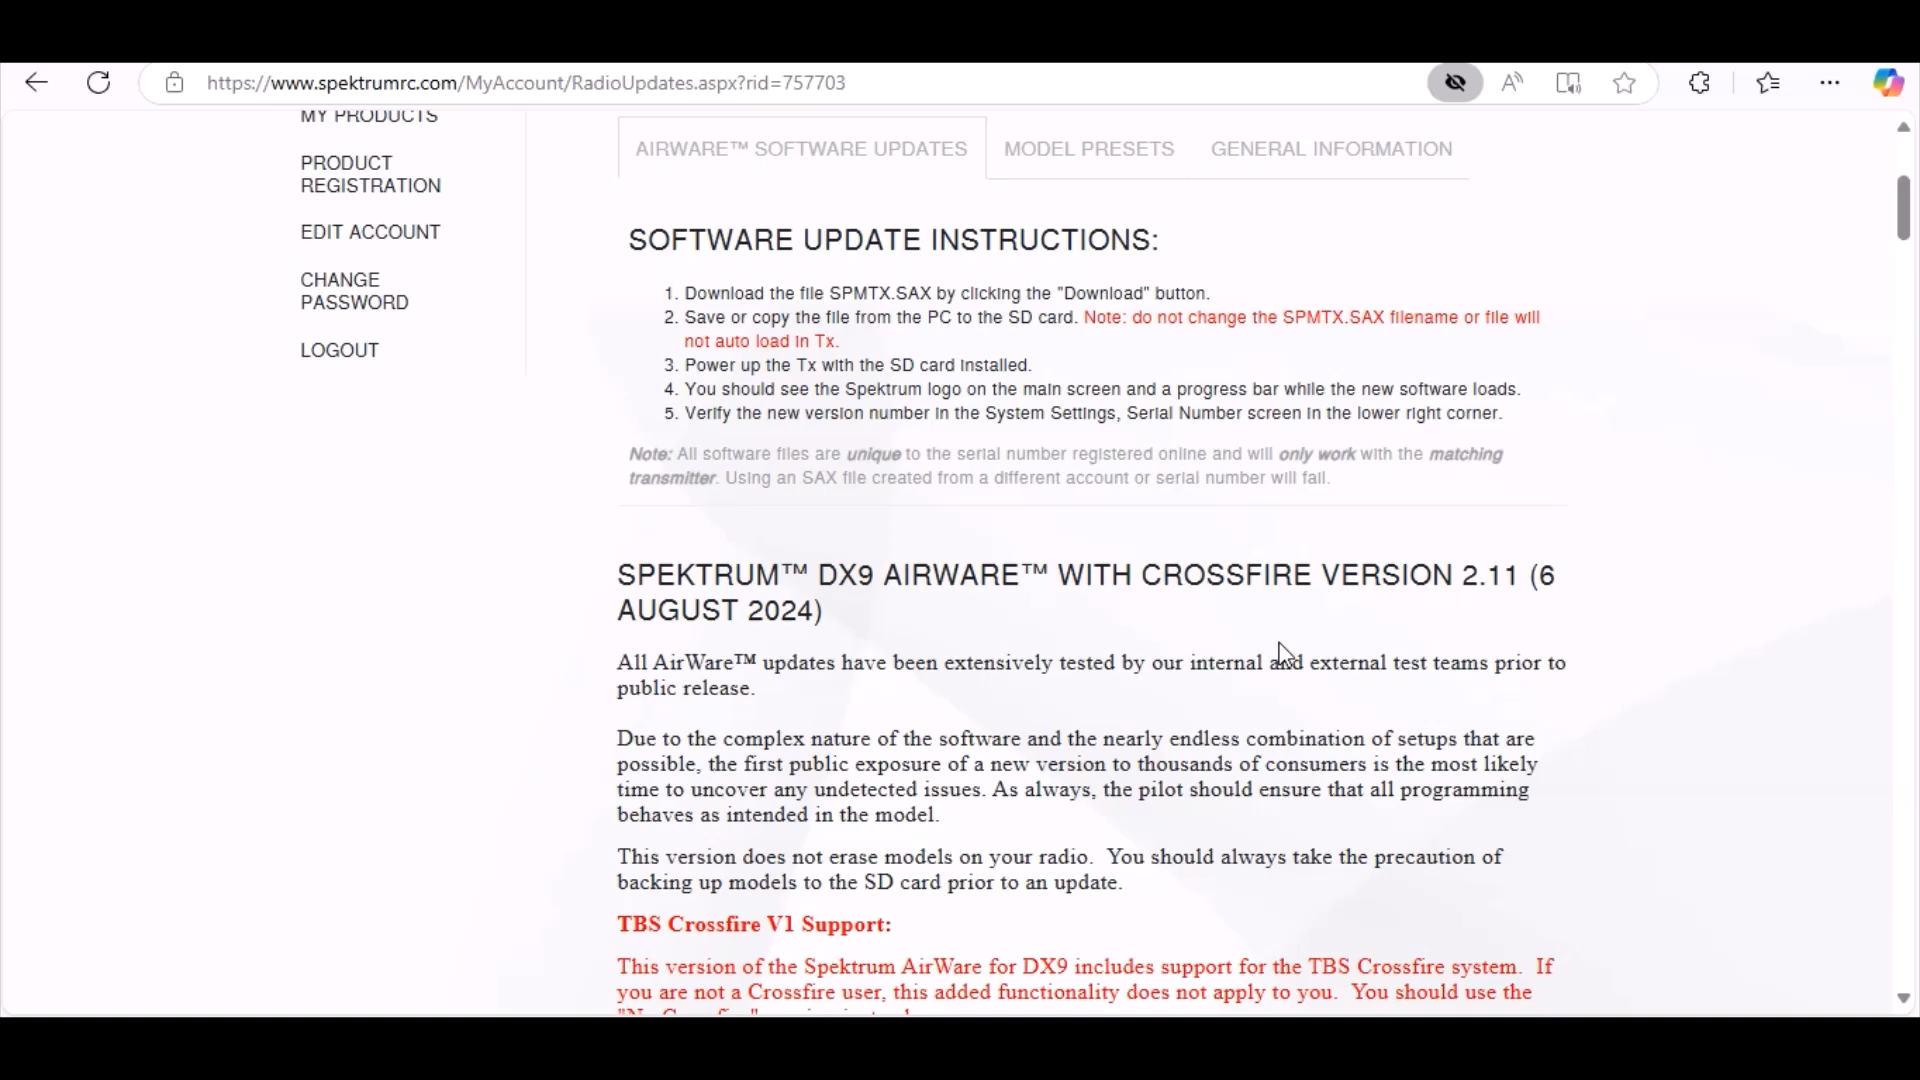 https://www.spektrumrc.com/MyAccount/RadioUpdates.aspx?rid=757703
MY PRODUCTS
PRODUCT
REGISTRATION
EDIT ACCOUNT
CHANGE
PASSWORD
LOGOUT
AIRWARE™ SOFTWARE UPDATES
MODEL PRESETS
GENERAL INFORMATION
SOFTWARE UPDATE INSTRUCTIONS:
1. Download the file SPMTX.SAX by clicking the "Download" button.
2. Save or copy the file from the PC to the SD card. Note: do not change the SPMTX.SAX filename or file will
not auto load in Tx.
3. Power up the Tx with the SD card installed.
4. You should see the Spektrum logo on the main screen and a progress bar while the new software loads.
5. Verify the new version number in the System Settings, Serial Number screen in the lower right corner.
Note: All software files are unique to the serial number registered online and will only work with the matching
transmitter. Using an SAX file created from a different account or serial number will fail.
SPEKTRUM™ DX9 AIRWARE™ WITH CROSSFIRE VERSION 2.11 (6
AUGUST 2024)
All AirWare™ updates have been extensively tested by our internal and external test teams prior to
public release.
Due to the complex nature of the software and the nearly endless combination of setups that are
possible, the first public exposure of a new version to thousands of consumers is the most likely
time to uncover any undetected issues. As always, the pilot should ensure that all programming
behaves as intended in the model.
This version does not erase models on your radio. You should always take the precaution of
backing up models to the SD card prior to an update.
TBS Crossfire V1 Support:
This version of the Spektrum AirWare for DX9 includes support for the TBS Crossfire system. If
you are not a Crossfire user, this added functionality does not apply to you. You should use the